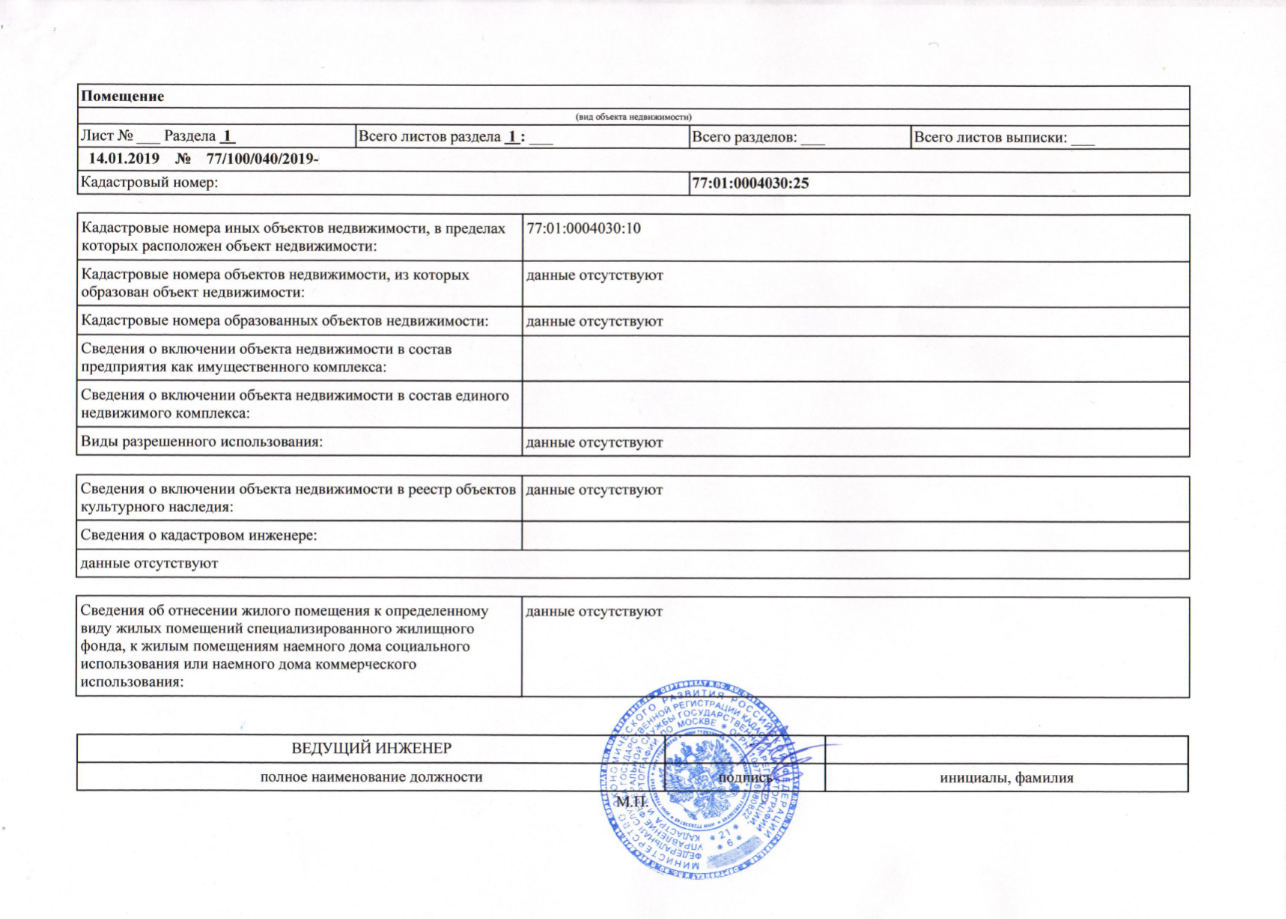 Помещение
(вид объекта недвижимости)
Лист № ___ Раздела 1 Всего листов раздела 1 : ___ Всего разделов: ___ Всего листов выписки: ___
14.01.2019 № 77/100/040/2019-
Кадастровый номер: 77:01:0004030:25
Кадастровые номера иных объектов недвижимости, в пределах 77:01:0004030:10
которых расположен объект недвижимости:
Кадастровые номера объектов недвижимости, из которых данные отсутствуют
образован объект недвижимости:
Кадастровые номера образованных объектов недвижимости: данные отсутствуют
Сведения о включении объекта недвижимости в состав
предприятия как имущественного комплекса:
Сведения о включении объекта недвижимости в состав единого
недвижимого комплекса:
Виды разрешенного использования: данные отсутствуют
Сведения о включении объекта недвижимости в реестр объектов данные отсутствуют
культурного наследия:
Сведения о кадастровом инженере:
данные отсутствуют
Сведения об отнесении жилого помещения к определенному данные отсутствуют
виду жилых помещений специализированного жилищного
фонда, к жилым помещениям наемного дома социального
использования или наемного дома коммерческого
использования:
ВЕДУЩИЙ ИНЖЕНЕР
полное наименование должности подпись инициалы, фамилия
М.П.
МИНИСТЕРСТВО ЭКОНОМИЧЕСКОГО РАЗВИТИЯ РОССИЙСКОЙ ФЕДЕРАЦИИ
ПО МОСКВЕ
* 21 *
* 6 *